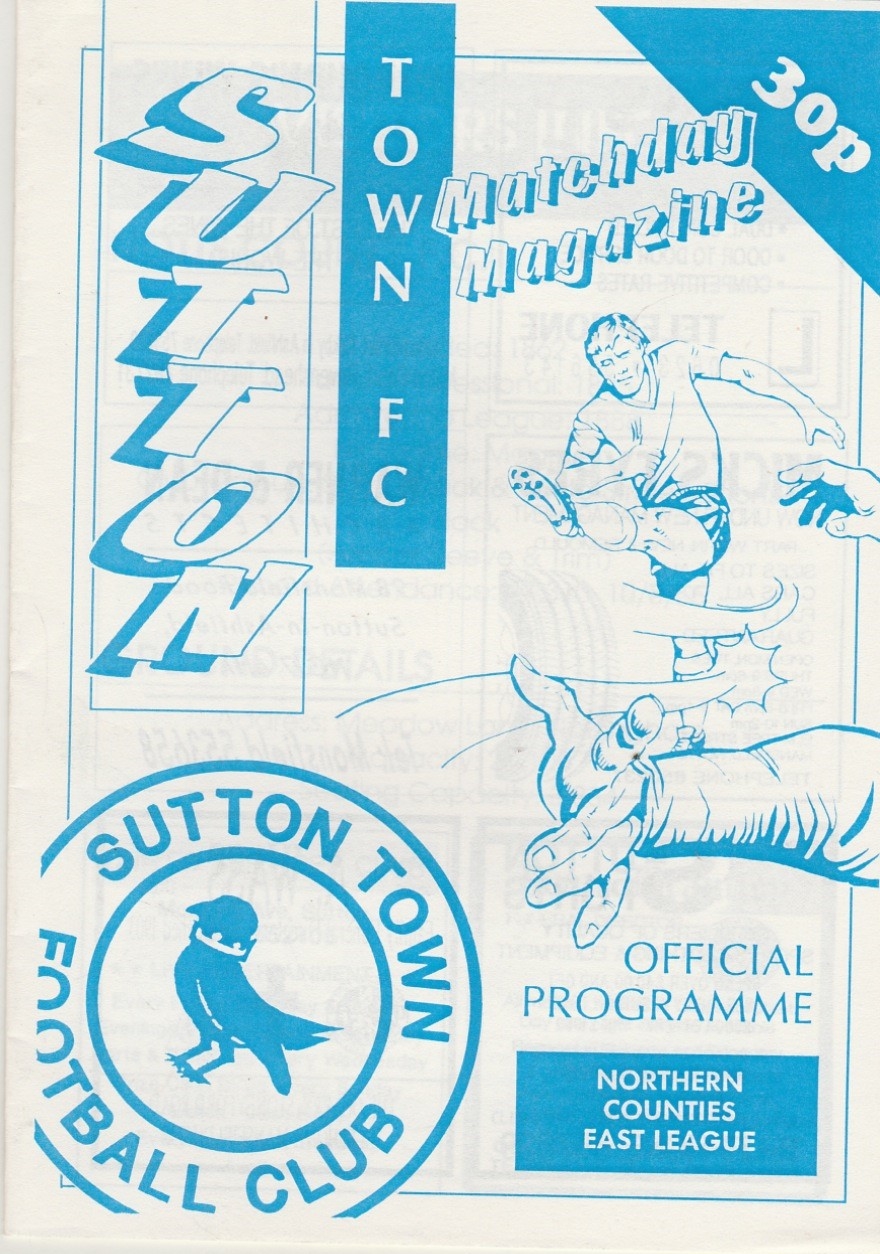 SUTTON
TOWN FC
Matchday
Magazine
30p
SUTTON TOWN
FOOTBALL CLUB
OFFICIAL
PROGRAMME
NORTHERN
COUNTIES
EAST LEAGUE